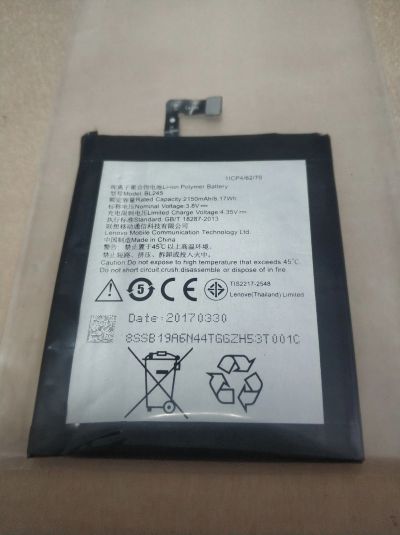 1ICP4/62/70
锂离子聚合物电池Li-ion Polymer Battery
型号Model: BL245
额定容量Rated Capacity:2150mAh/8.17Wh
标称电压Nominal Voltage:3.8V⎓
充电限制电压Limited Charge Voltage:4.35V⎓
执行标准Standard: GB/T 18287-2013
联想移动通信科技有限公司
Lenovo Mobile Communication Technology Ltd.
中国制造Made in China
警告:禁止置于45℃以上高温环境。
禁止短路、挤压、拆卸或投入火中。
Caution:Do not expose to high temperature that exceeds 45℃.
Do not short circuit.crush.disassemble or dispose in fire.
5
CE
TIS2217-2548
Lenovo(Thailand) Limited
Date:20170330
8SSB19A6N44TGGZH53T001C